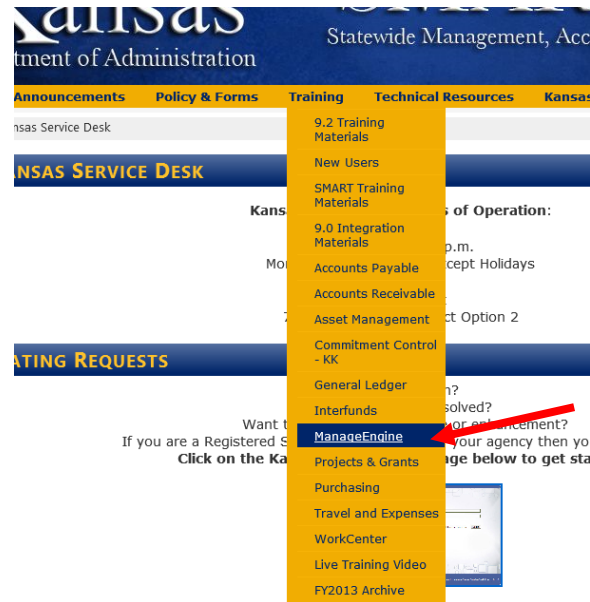 Kansas
tment of Administration
SMAR
Statewide Management, Acc
Announcements Policy & Forms Training Technical Resources Kansas
nsas Service Desk
9.2 Training
Materials
New Users
SMART Training
Materials
9.0 Integration
Materials
Accounts Payable
Accounts Receivable
Asset Management
Commitment Control
- KK
General Ledger
Interfunds
ManageEngine
Projects & Grants
Purchasing
Travel and Expenses
WorkCenter
Live Training Video
FY2013 Archive
ANSAS SERVICE DESK
Kans s of Operation:
p.m.
Mo cept Holidays
7 ct Option 2
ATING REQUESTS
n?
solved?
Want t or enhancement?
If you are a Registered S your agency then yo
Click on the Ka age below to get sta